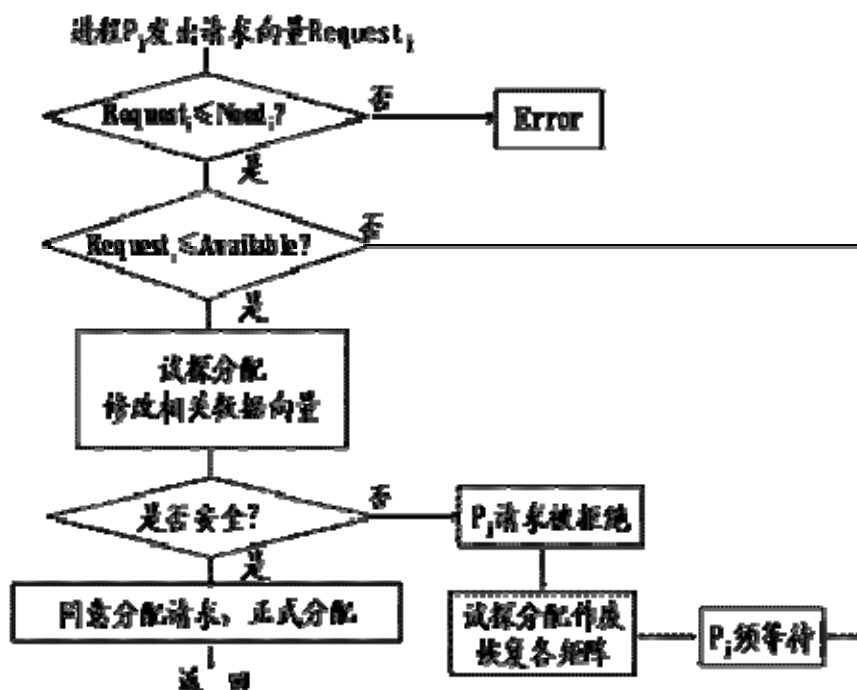 进程Pi发出请求向量Requesti
Requesti≤Needi?
否
Error
是
Requesti≤Available?
否
是
试探分配
修改相关数据向量
是否安全?
否
Pi请求被拒绝
是
同意分配请求，正式分配
试探分配作废
恢复各矩阵
Pi须等待
返 回